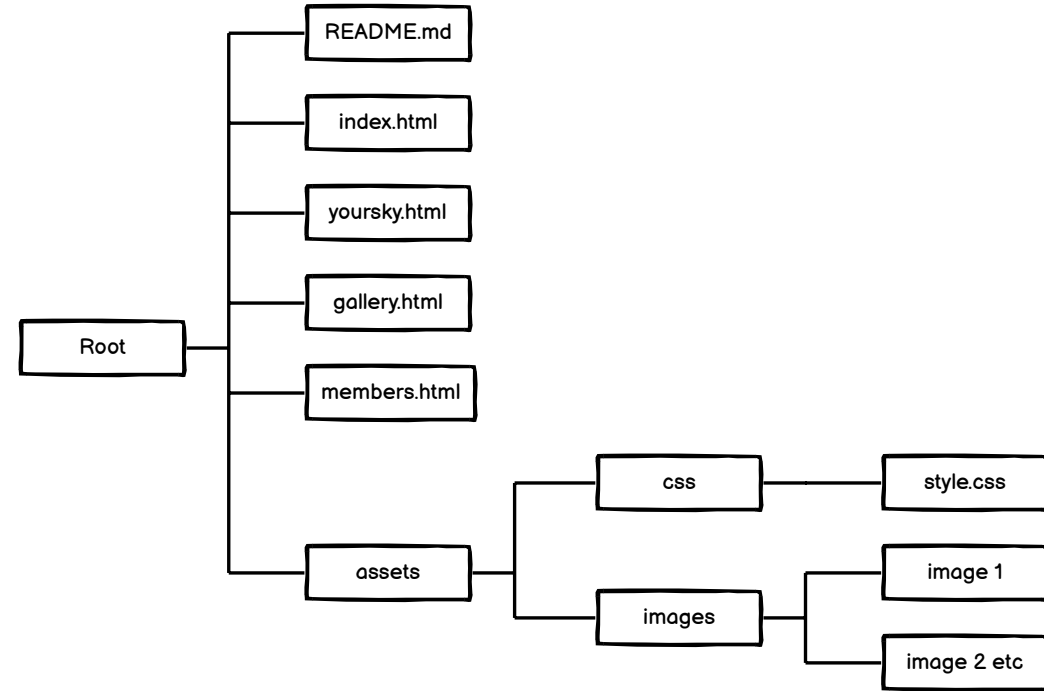 README.md
index.html
yoursky.html
gallery.html
Root
members.html
css
style.css
assets
image 1
images
image 2 etc